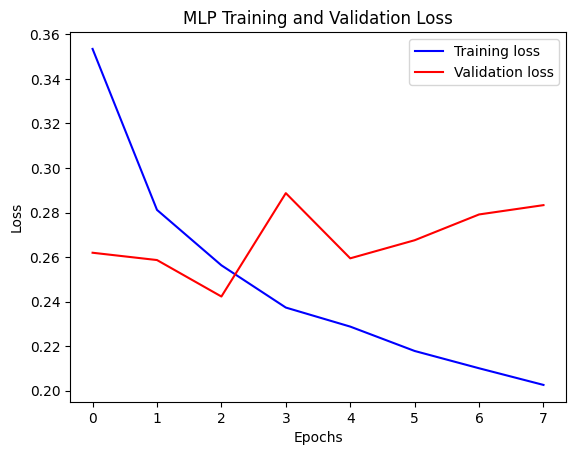 MLP Training and Validation Loss
Training loss
Validation loss
Loss
0.36
0.34
0.32
0.30
0.28
0.26
0.24
0.22
0.20
0 1 2 3 4 5 6 7
Epochs